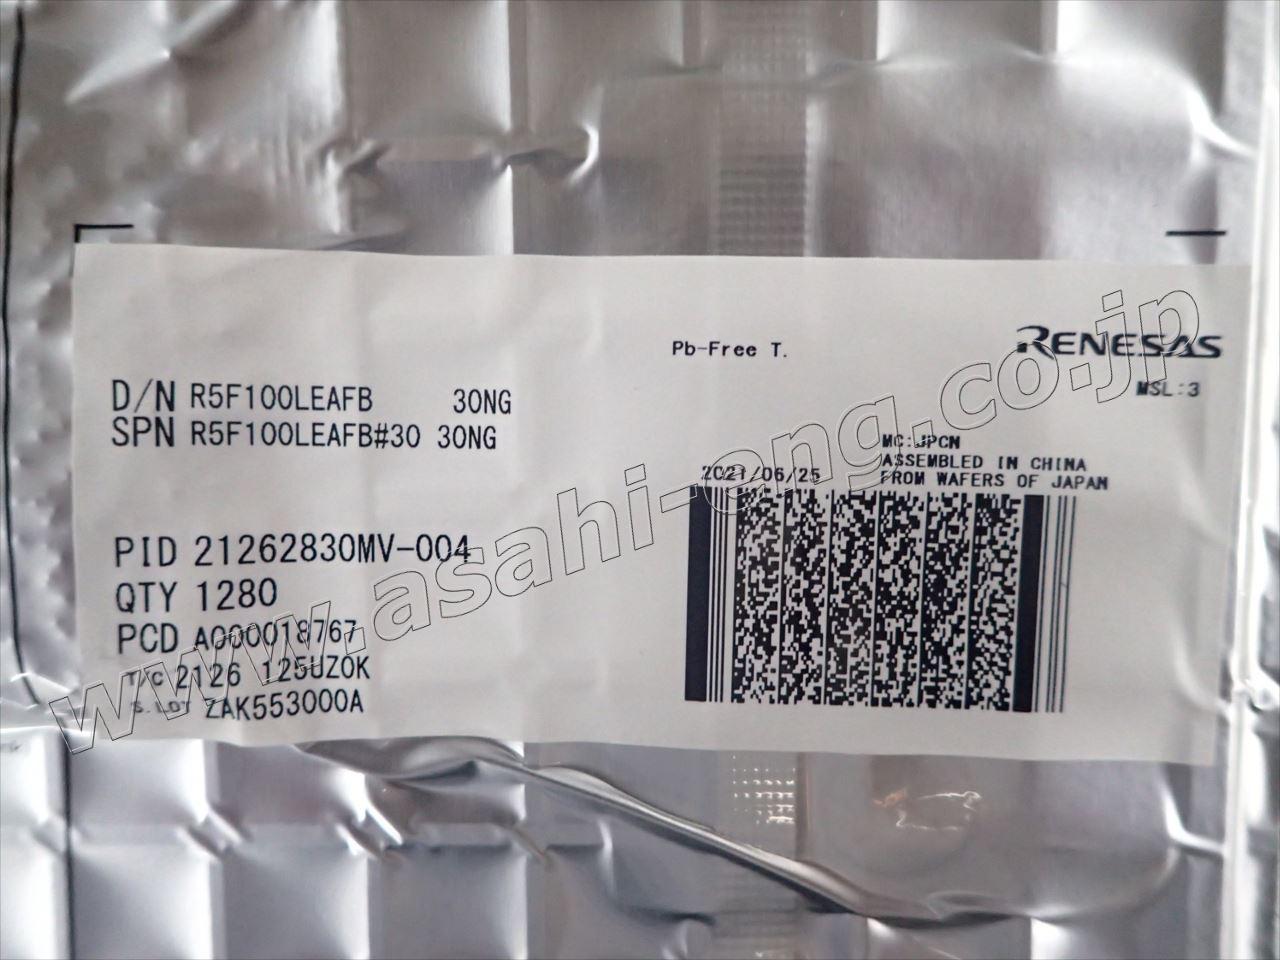 RENESAS
Pb-Free T.
MSL:3
D/N R5F100LEAFB 30NG
SPN R5F100LEAFB#30 30NG
MC:JPCN
ASSEMBLED IN CHINA
2021/06/25 FROM WAFERS OF JAPAN
PID 21262830MV-004
QTY 1280
PCD A000018767
T/C 2126 125UZ0K
S.LOT ZAK553000A
www.asahi-eng.co.jp